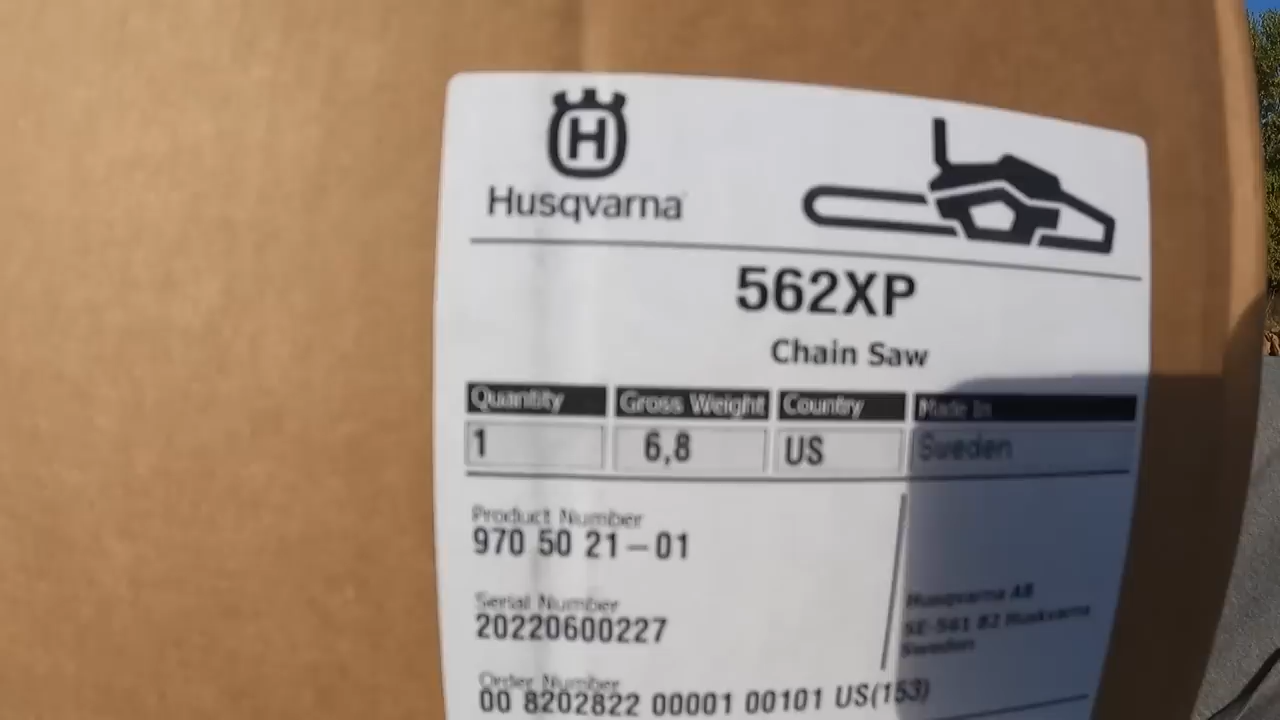 H
Husqvarna
562XP
Chain Saw
Quantity Gross Weight Country Made In
1 6,8 US Sweden
Product Number
970 50 21-01
Serial Number
20220600227
Husqvarna AB
SE-561 82 Huskvarna
Sweden
Order Number
00 8202822 00001 00101 US(153)